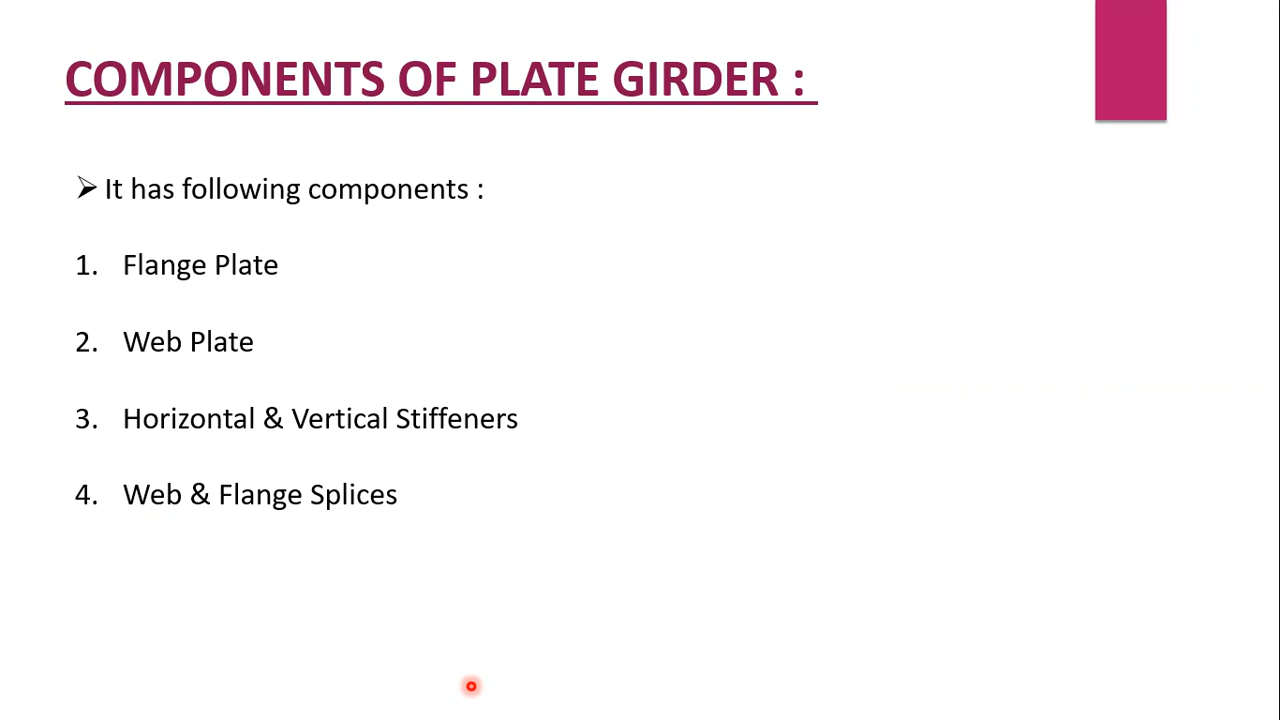 COMPONENTS OF PLATE GIRDER :
➢ It has following components :
1. Flange Plate
2. Web Plate
3. Horizontal & Vertical Stiffeners
4. Web & Flange Splices